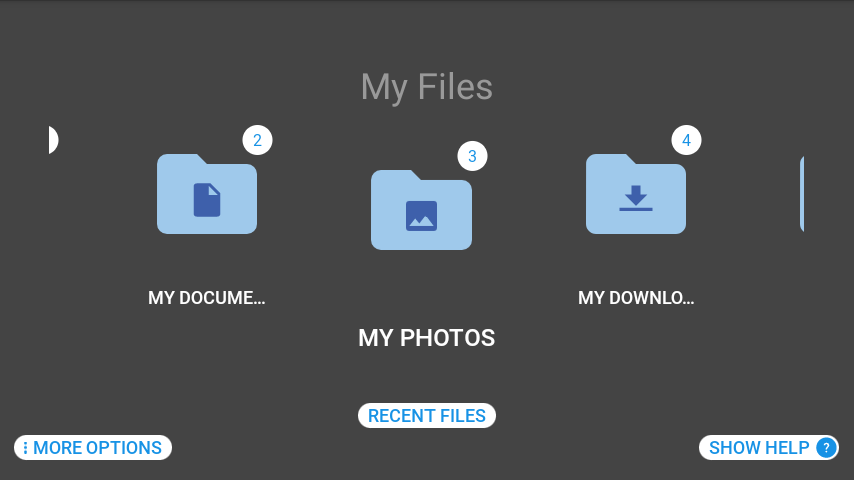 My Files
2
3
4
MY DOCUME...
MY DOWNLO...
MY PHOTOS
RECENT FILES
MORE OPTIONS
SHOW HELP ?